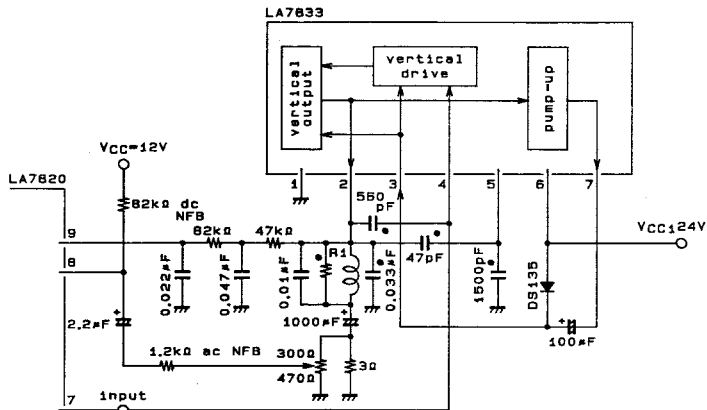 LA7833
vertical output
vertical drive
pump-up
VCC=12V
LA7820
1 2 3 4 5 6 7
560 pF
82kΩ dc NFB
9
82kΩ
47kΩ
R1
47pF
VCC1 24V
8
0.022µF
0.047µF
0.01µF
0.033µF
1500pF
DS135
2.2µF
+
1000µF
+
+
100µF
1.2kΩ ac NFB
300Ω
470Ω
3Ω
7
input